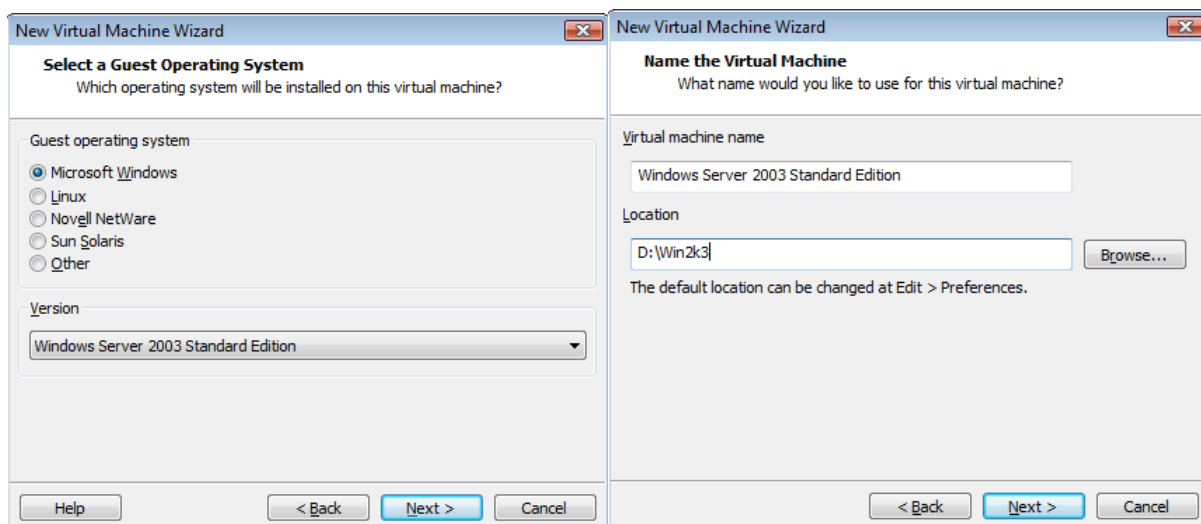 New Virtual Machine Wizard
Select a Guest Operating System
Which operating system will be installed on this virtual machine?
Guest operating system
Microsoft Windows
Linux
Novell NetWare
Sun Solaris
Other
Version
Windows Server 2003 Standard Edition
Help
< Back
Next >
Cancel
New Virtual Machine Wizard
Name the Virtual Machine
What name would you like to use for this virtual machine?
Virtual machine name
Windows Server 2003 Standard Edition
Location
D:\Win2k3
Browse...
The default location can be changed at Edit > Preferences.
< Back
Next >
Cancel